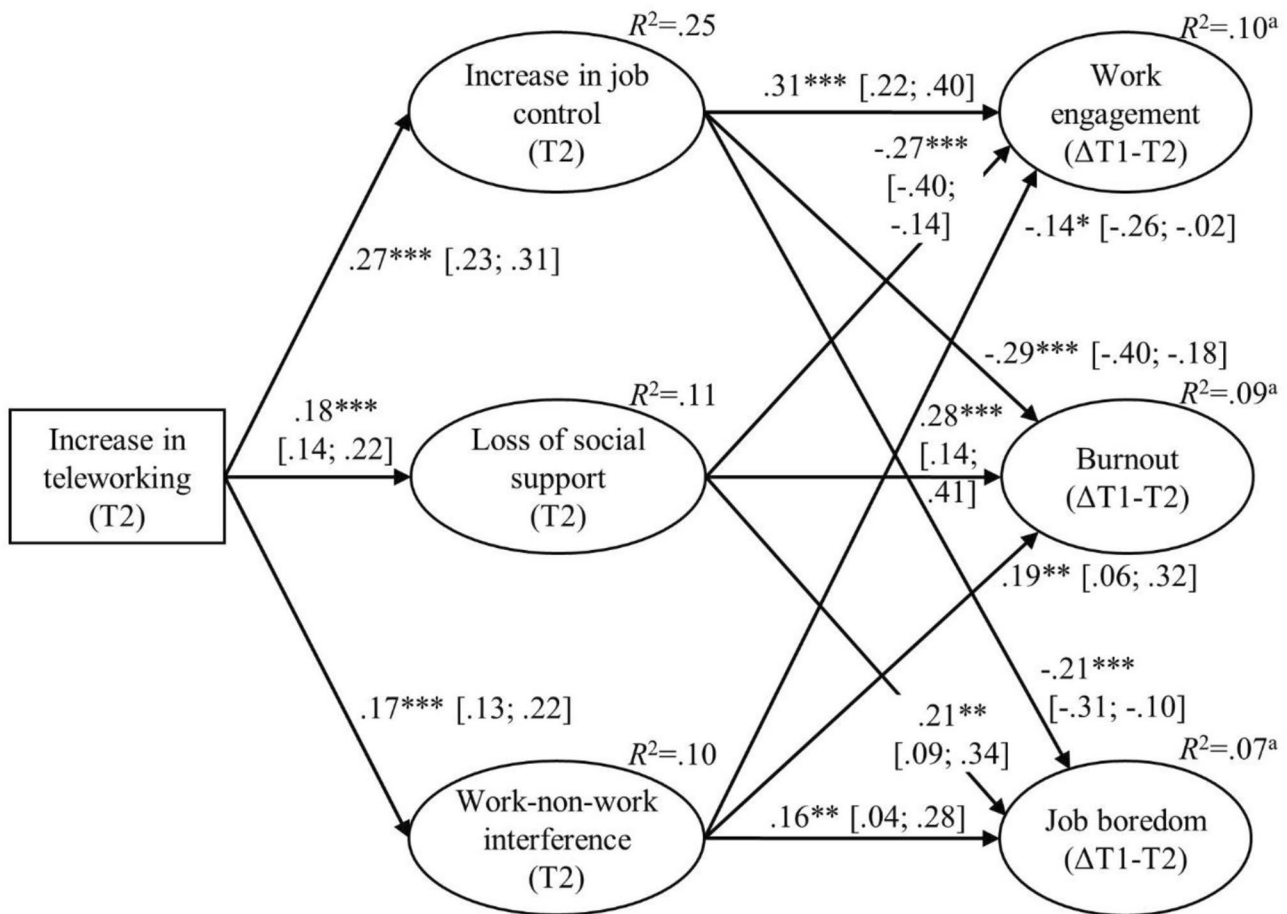 R²=.25
Increase in job
control
(T2)
R²=.10ᵃ
Work
engagement
(ΔT1-T2)
.31*** [.22; .40]
-.27***
[-.40;
-.14]
-.14* [-.26; -.02]
.27*** [.23; .31]
-.29*** [-.40; -.18]
R²=.11
R²=.09ᵃ
.18***
[.14; .22]
Increase in
teleworking
(T2)
Loss of social
support
(T2)
.28***
[.14;
.41]
Burnout
(ΔT1-T2)
.19** [.06; .32]
.17*** [.13; .22]
-.21***
[-.31; -.10]
.21**
[.09; .34]
R²=.10
R²=.07ᵃ
Work-non-work
interference
(T2)
.16** [.04; .28]
Job boredom
(ΔT1-T2)